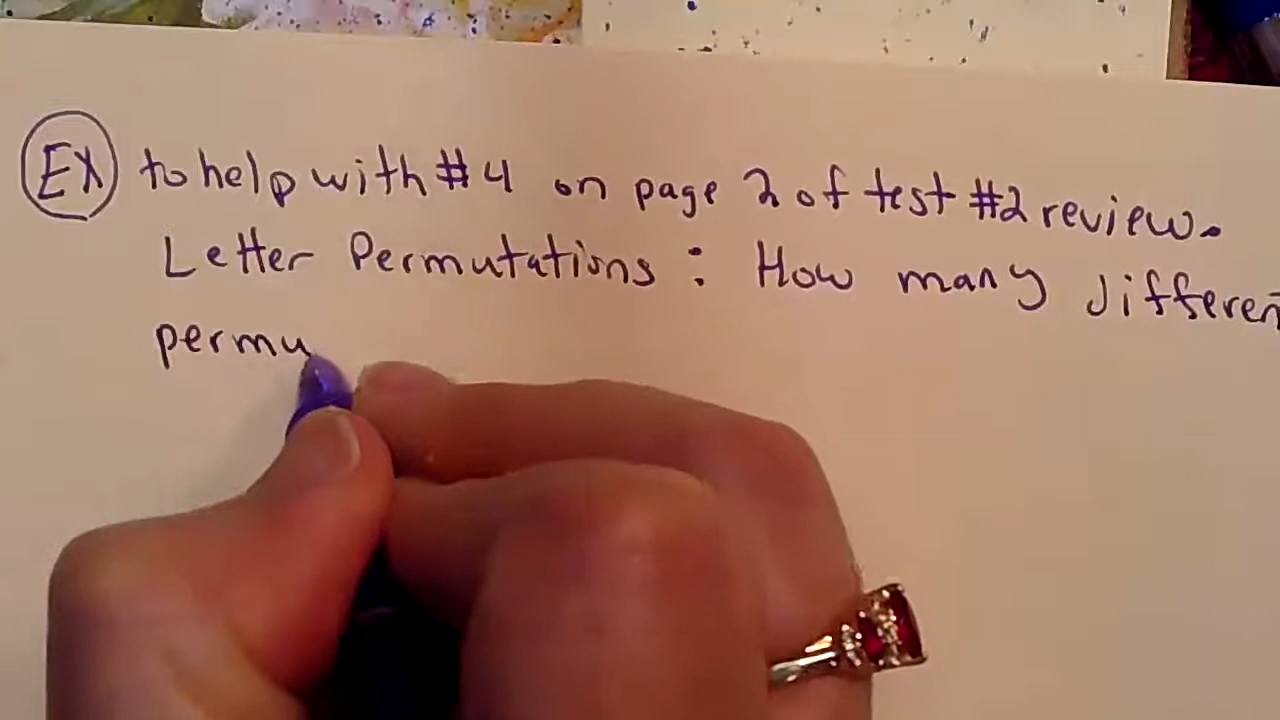 EX to help with #4 on page 2 of test #2 review.
Letter Permutations: How many differen
permu